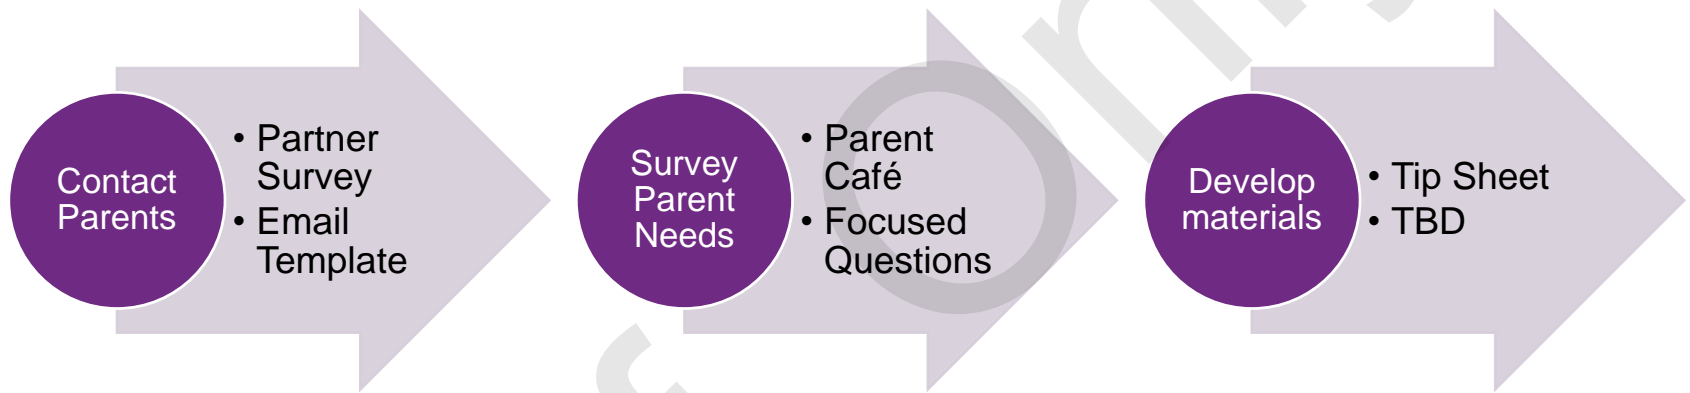 Contact
Parents
• Partner
Survey
• Email
Template
Survey
Parent
Needs
• Parent
Café
• Focused
Questions
Develop
materials
• Tip Sheet
• TBD